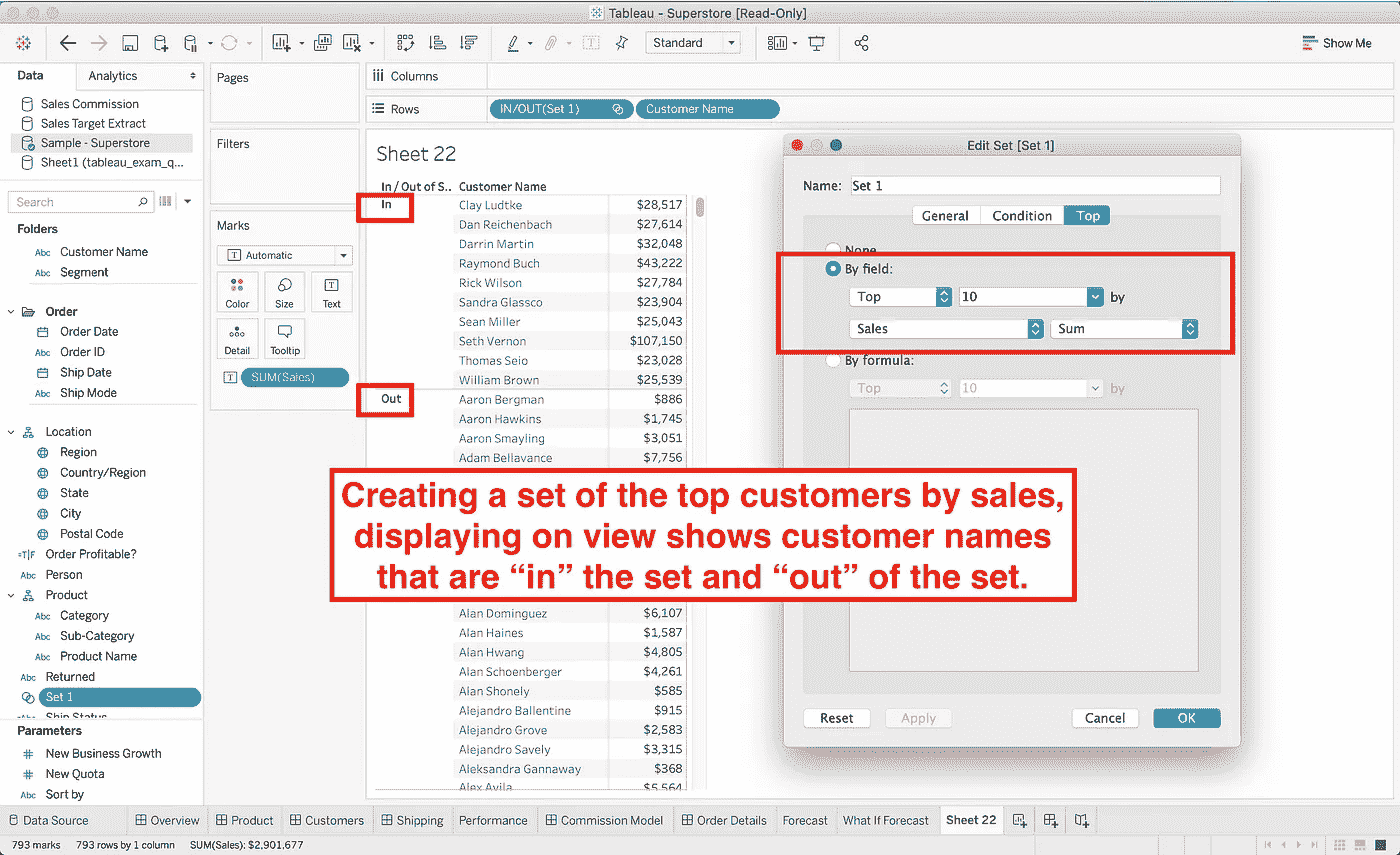 Tableau - Superstore [Read-Only]
Standard
Show Me
Data
Analytics
Sales Commission
Sales Target Extract
Sample - Superstore
Sheet1 (tableau_exam_q...
Search
Folders
Abc Customer Name
Abc Segment
Order
Order Date
Abc Order ID
Ship Date
Abc Ship Mode
Location
Region
Country/Region
State
City
Postal Code
=T|F Order Profitable?
Abc Person
Product
Abc Category
Abc Sub-Category
Abc Product Name
Abc Returned
Set 1
=Abc Ship Status
Parameters
# New Business Growth
# New Quota
Abc Sort by
Pages
Filters
Marks
T Automatic
Color
Size
T Text
Detail
Tooltip
T SUM(Sales)
Columns
Rows
IN/OUT(Set 1)
Customer Name
Sheet 22
In / Out of S.. Customer Name
In
Clay Ludtke $28,517
Dan Reichenbach $27,614
Darrin Martin $32,048
Raymond Buch $43,222
Rick Wilson $27,784
Sandra Glassco $23,904
Sean Miller $25,043
Seth Vernon $107,150
Thomas Seio $23,028
William Brown $25,539
Out
Aaron Bergman $886
Aaron Hawkins $1,745
Aaron Smayling $3,051
Adam Bellavance $7,756
Creating a set of the top customers by sales,
displaying on view shows customer names
that are “in” the set and “out” of the set.
Alan Dominguez $6,107
Alan Haines $1,587
Alan Hwang $4,805
Alan Schoenberger $4,261
Alan Shonely $585
Alejandro Ballentine $915
Alejandro Grove $2,583
Alejandro Savely $3,315
Aleksandra Gannaway $368
Alex Avila $5,564
Edit Set [Set 1]
Name: Set 1
General
Condition
Top
None
By field:
Top 10 by
Sales Sum
By formula:
Top 10 by
Reset
Apply
Cancel
OK
Data Source
Overview
Product
Customers
Shipping
Performance
Commission Model
Order Details
Forecast
What If Forecast
Sheet 22
793 marks
793 rows by 1 column
SUM(Sales): $2,901,677